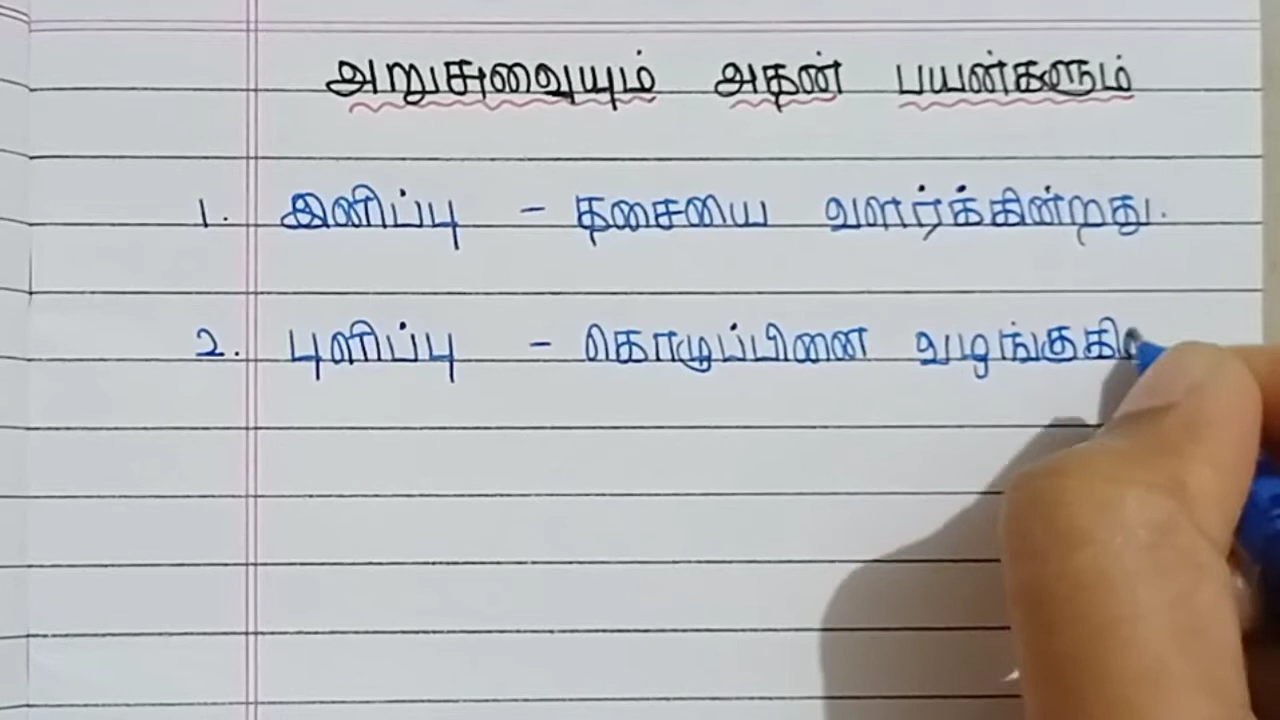 அறுசுவையும் அதன் பயன்களும்
1. இனிப்பு - தசையை வளர்க்கின்றது.
2. புளிப்பு - கொழுப்பினை வழங்குகி